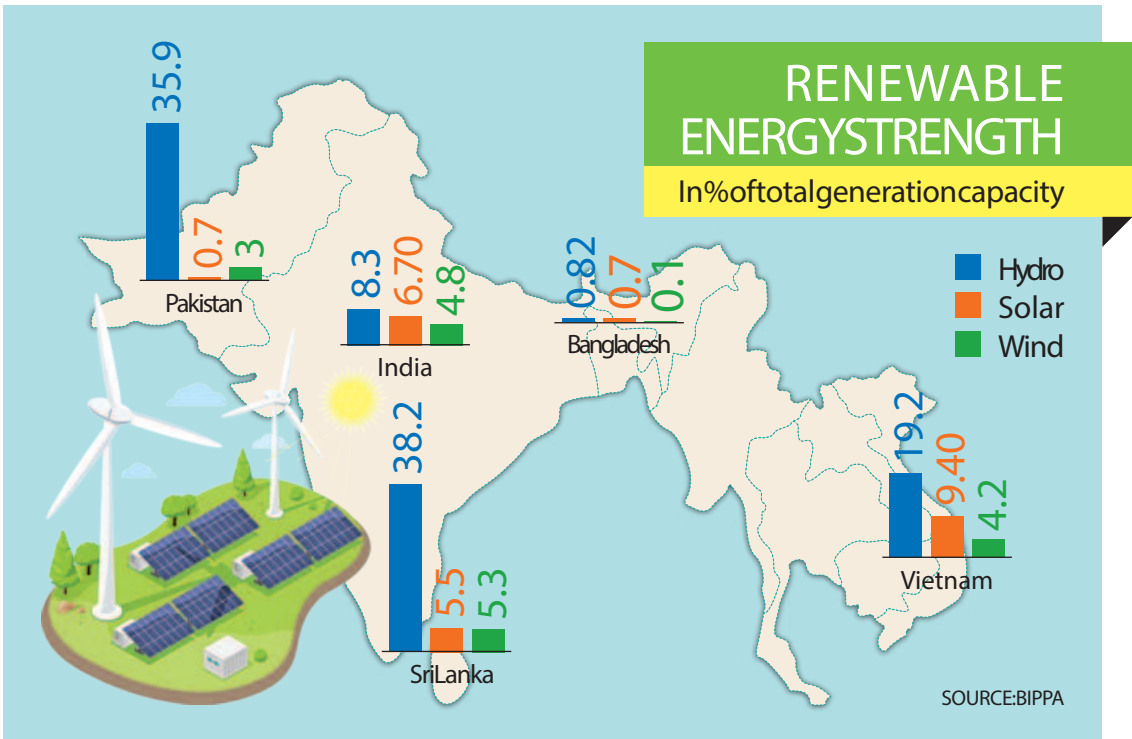 RENEWABLE
ENERGYSTRENGTH
In%oftotalgenerationcapacity
Hydro
Solar
Wind
35.9
0.7
3
Pakistan
8.3
6.70
4.8
India
0.82
0.7
0.1
Bangladesh
38.2
5.5
5.3
SriLanka
19.2
9.40
4.2
Vietnam
SOURCE:BIPPA